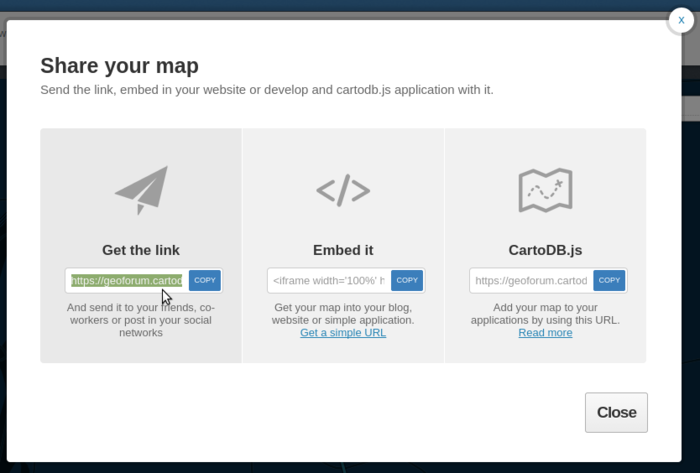 x
Share your map
Send the link, embed in your website or develop and cartodb.js application with it.
Get the link
Embed it
CartoDB.js
https://geoforum.cartod
COPY
<iframe width='100%' h
COPY
https://geoforum.cartod
COPY
And send it to your friends, co-
workers or post in your social
networks
Get your map into your blog,
website or simple application.
Get a simple URL
Add your map to your
applications by using this URL.
Read more
Close